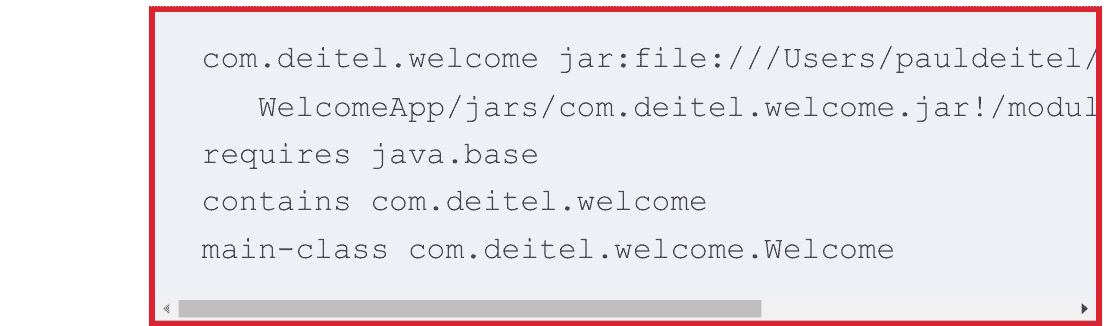 com.deitel.welcome jar:file:///Users/pauldeitel/
WelcomeApp/jars/com.deitel.welcome.jar!/modul
requires java.base
contains com.deitel.welcome
main-class com.deitel.welcome.Welcome